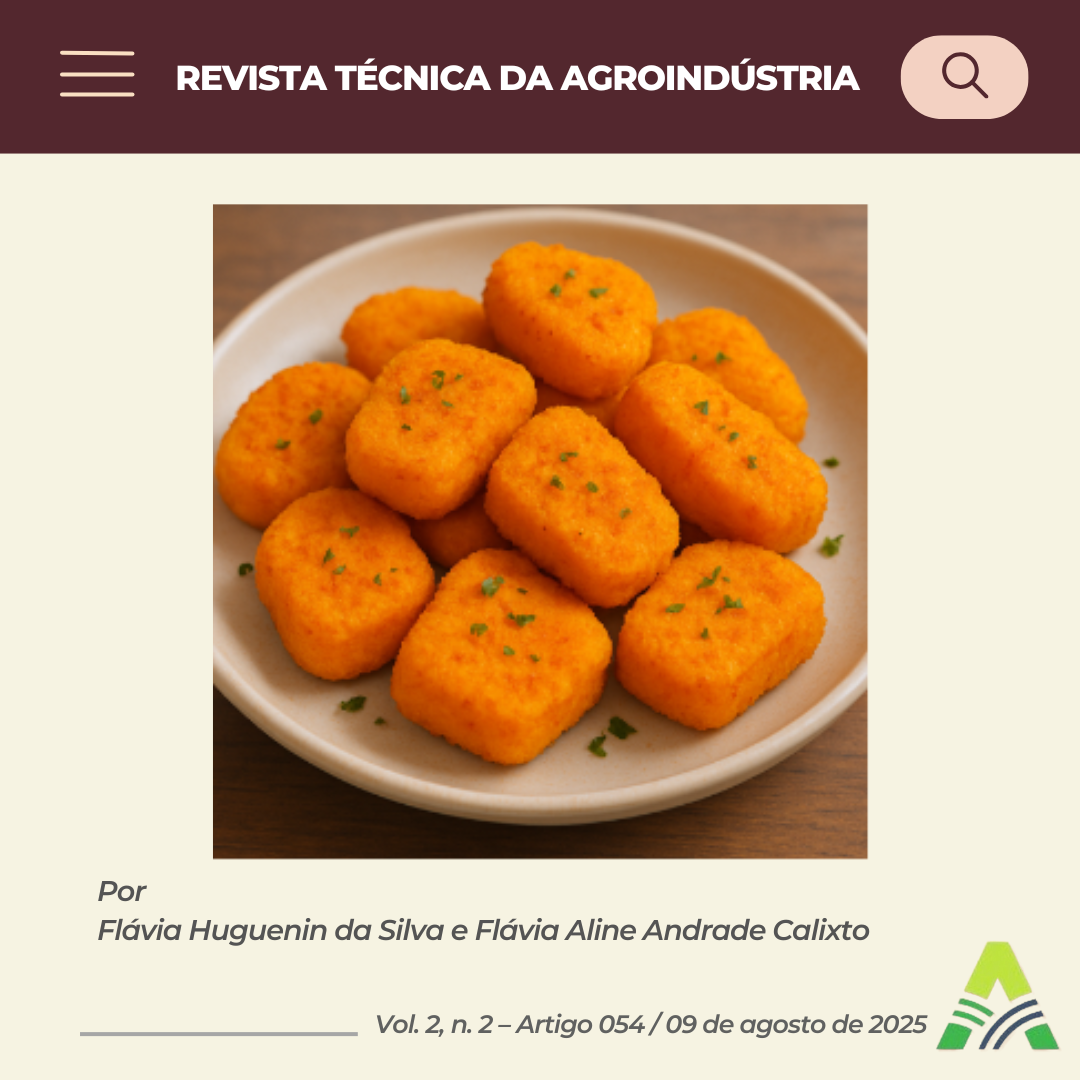 REVISTA TÉCNICA DA AGROINDÚSTRIA
Por
Flávia Huguenin da Silva e Flávia Aline Andrade Calixto
Vol. 2, n. 2 – Artigo 054 / 09 de agosto de 2025